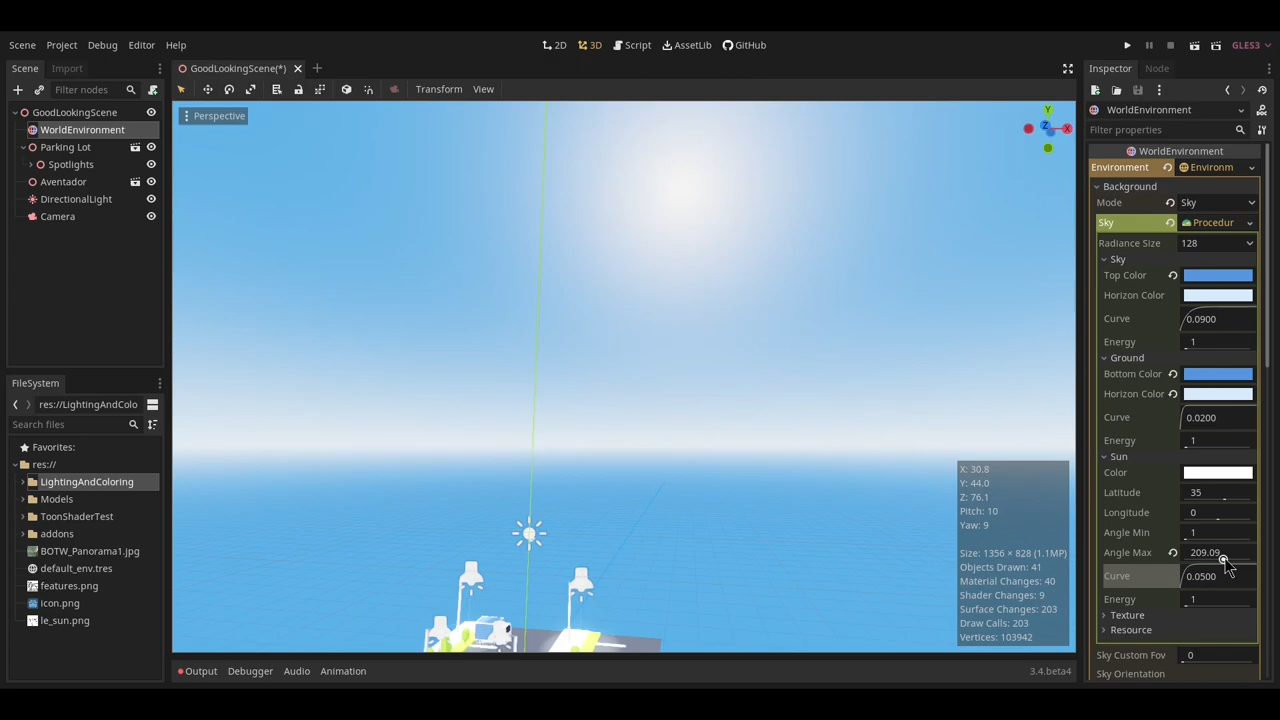 Scene Project Debug Editor Help
2D 3D Script AssetLib GitHub
GLES3
Scene Import
Filter nodes
GoodLookingScene
WorldEnvironment
Parking Lot
Spotlights
Aventador
DirectionalLight
Camera
FileSystem
res://LightingAndColo
Search files
Favorites:
res://
LightingAndColoring
Models
ToonShaderTest
addons
BOTW_Panorama1.jpg
default_env.tres
features.png
icon.png
le_sun.png
GoodLookingScene(*)
Transform View
Perspective
Y
Z X
X: 30.8
Y: 44.0
Z: 76.1
Pitch: 10
Yaw: 9
Size: 1356 × 828 (1.1MP)
Objects Drawn: 41
Material Changes: 40
Shader Changes: 9
Surface Changes: 203
Draw Calls: 203
Vertices: 103942
Output Debugger Audio Animation
3.4.beta4
Inspector Node
WorldEnvironment
Filter properties
WorldEnvironment
Environment Environm
Background
Mode Sky
Sky Procedur
Radiance Size 128
Sky
Top Color
Horizon Color
Curve 0.0900
Energy 1
Ground
Bottom Color
Horizon Color
Curve 0.0200
Energy 1
Sun
Color
Latitude 35
Longitude 0
Angle Min 1
Angle Max 209.09
Curve 0.0500
Energy 1
Texture
Resource
Sky Custom Fov 0
Sky Orientation